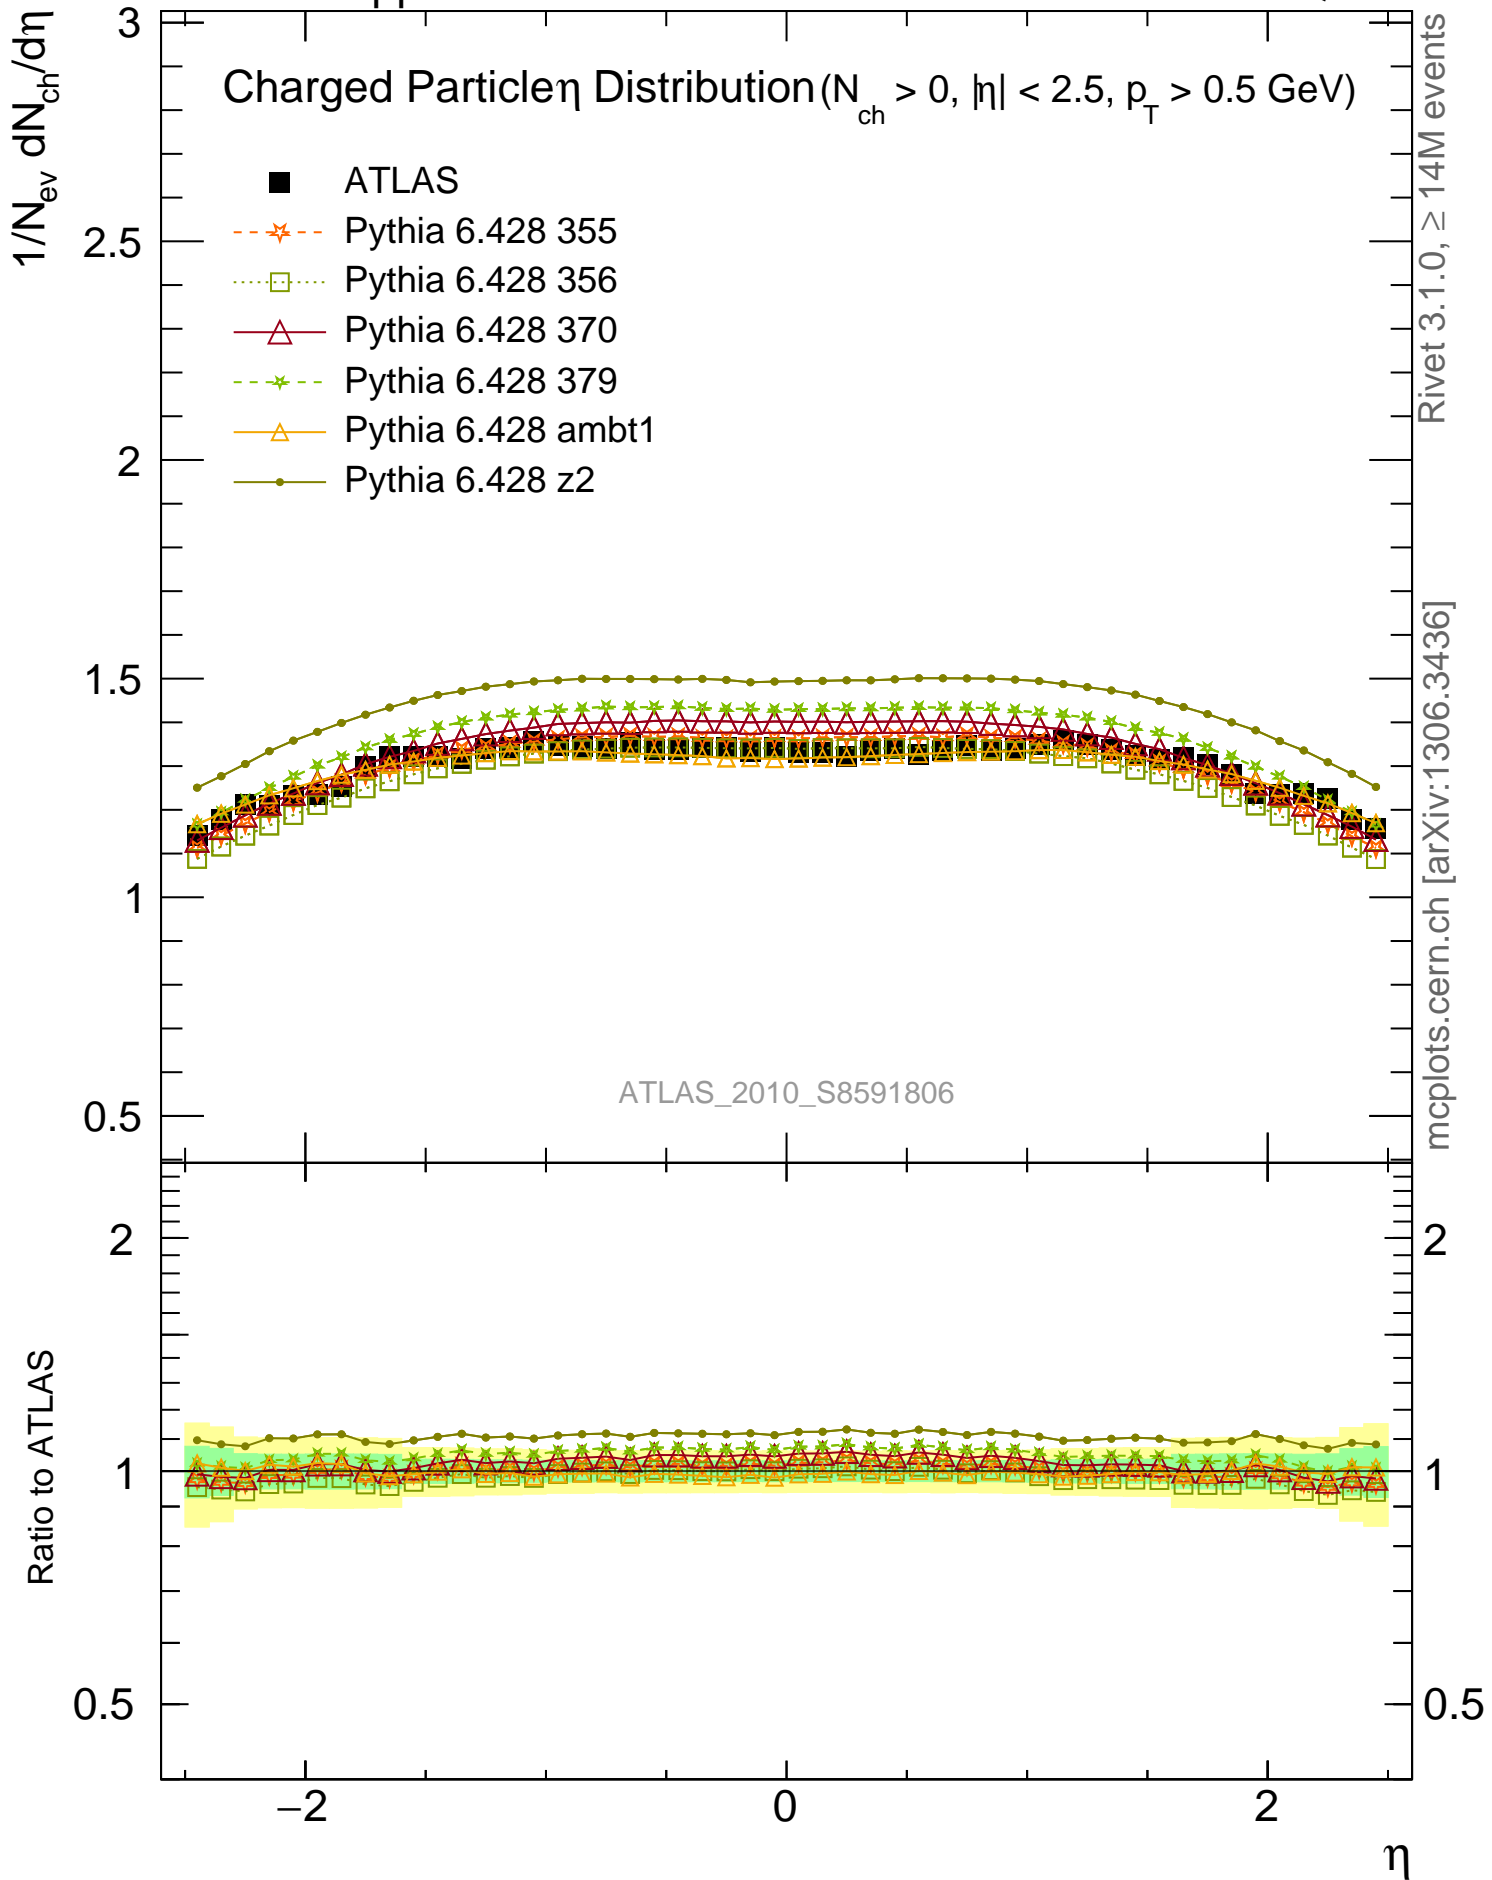 1/N_ev dN_ch/dη
Charged Particleη Distribution (N_ch > 0, |η| < 2.5, p_T > 0.5 GeV)
ATLAS
Pythia 6.428 355
Pythia 6.428 356
Pythia 6.428 370
Pythia 6.428 379
Pythia 6.428 ambt1
Pythia 6.428 z2
3
2.5
2
1.5
1
0.5
ATLAS_2010_S8591806
Rivet 3.1.0, ≥ 14M events
mcplots.cern.ch [arXiv:1306.3436]
Ratio to ATLAS
2
1
0.5
2
1
0.5
−2
0
2
η